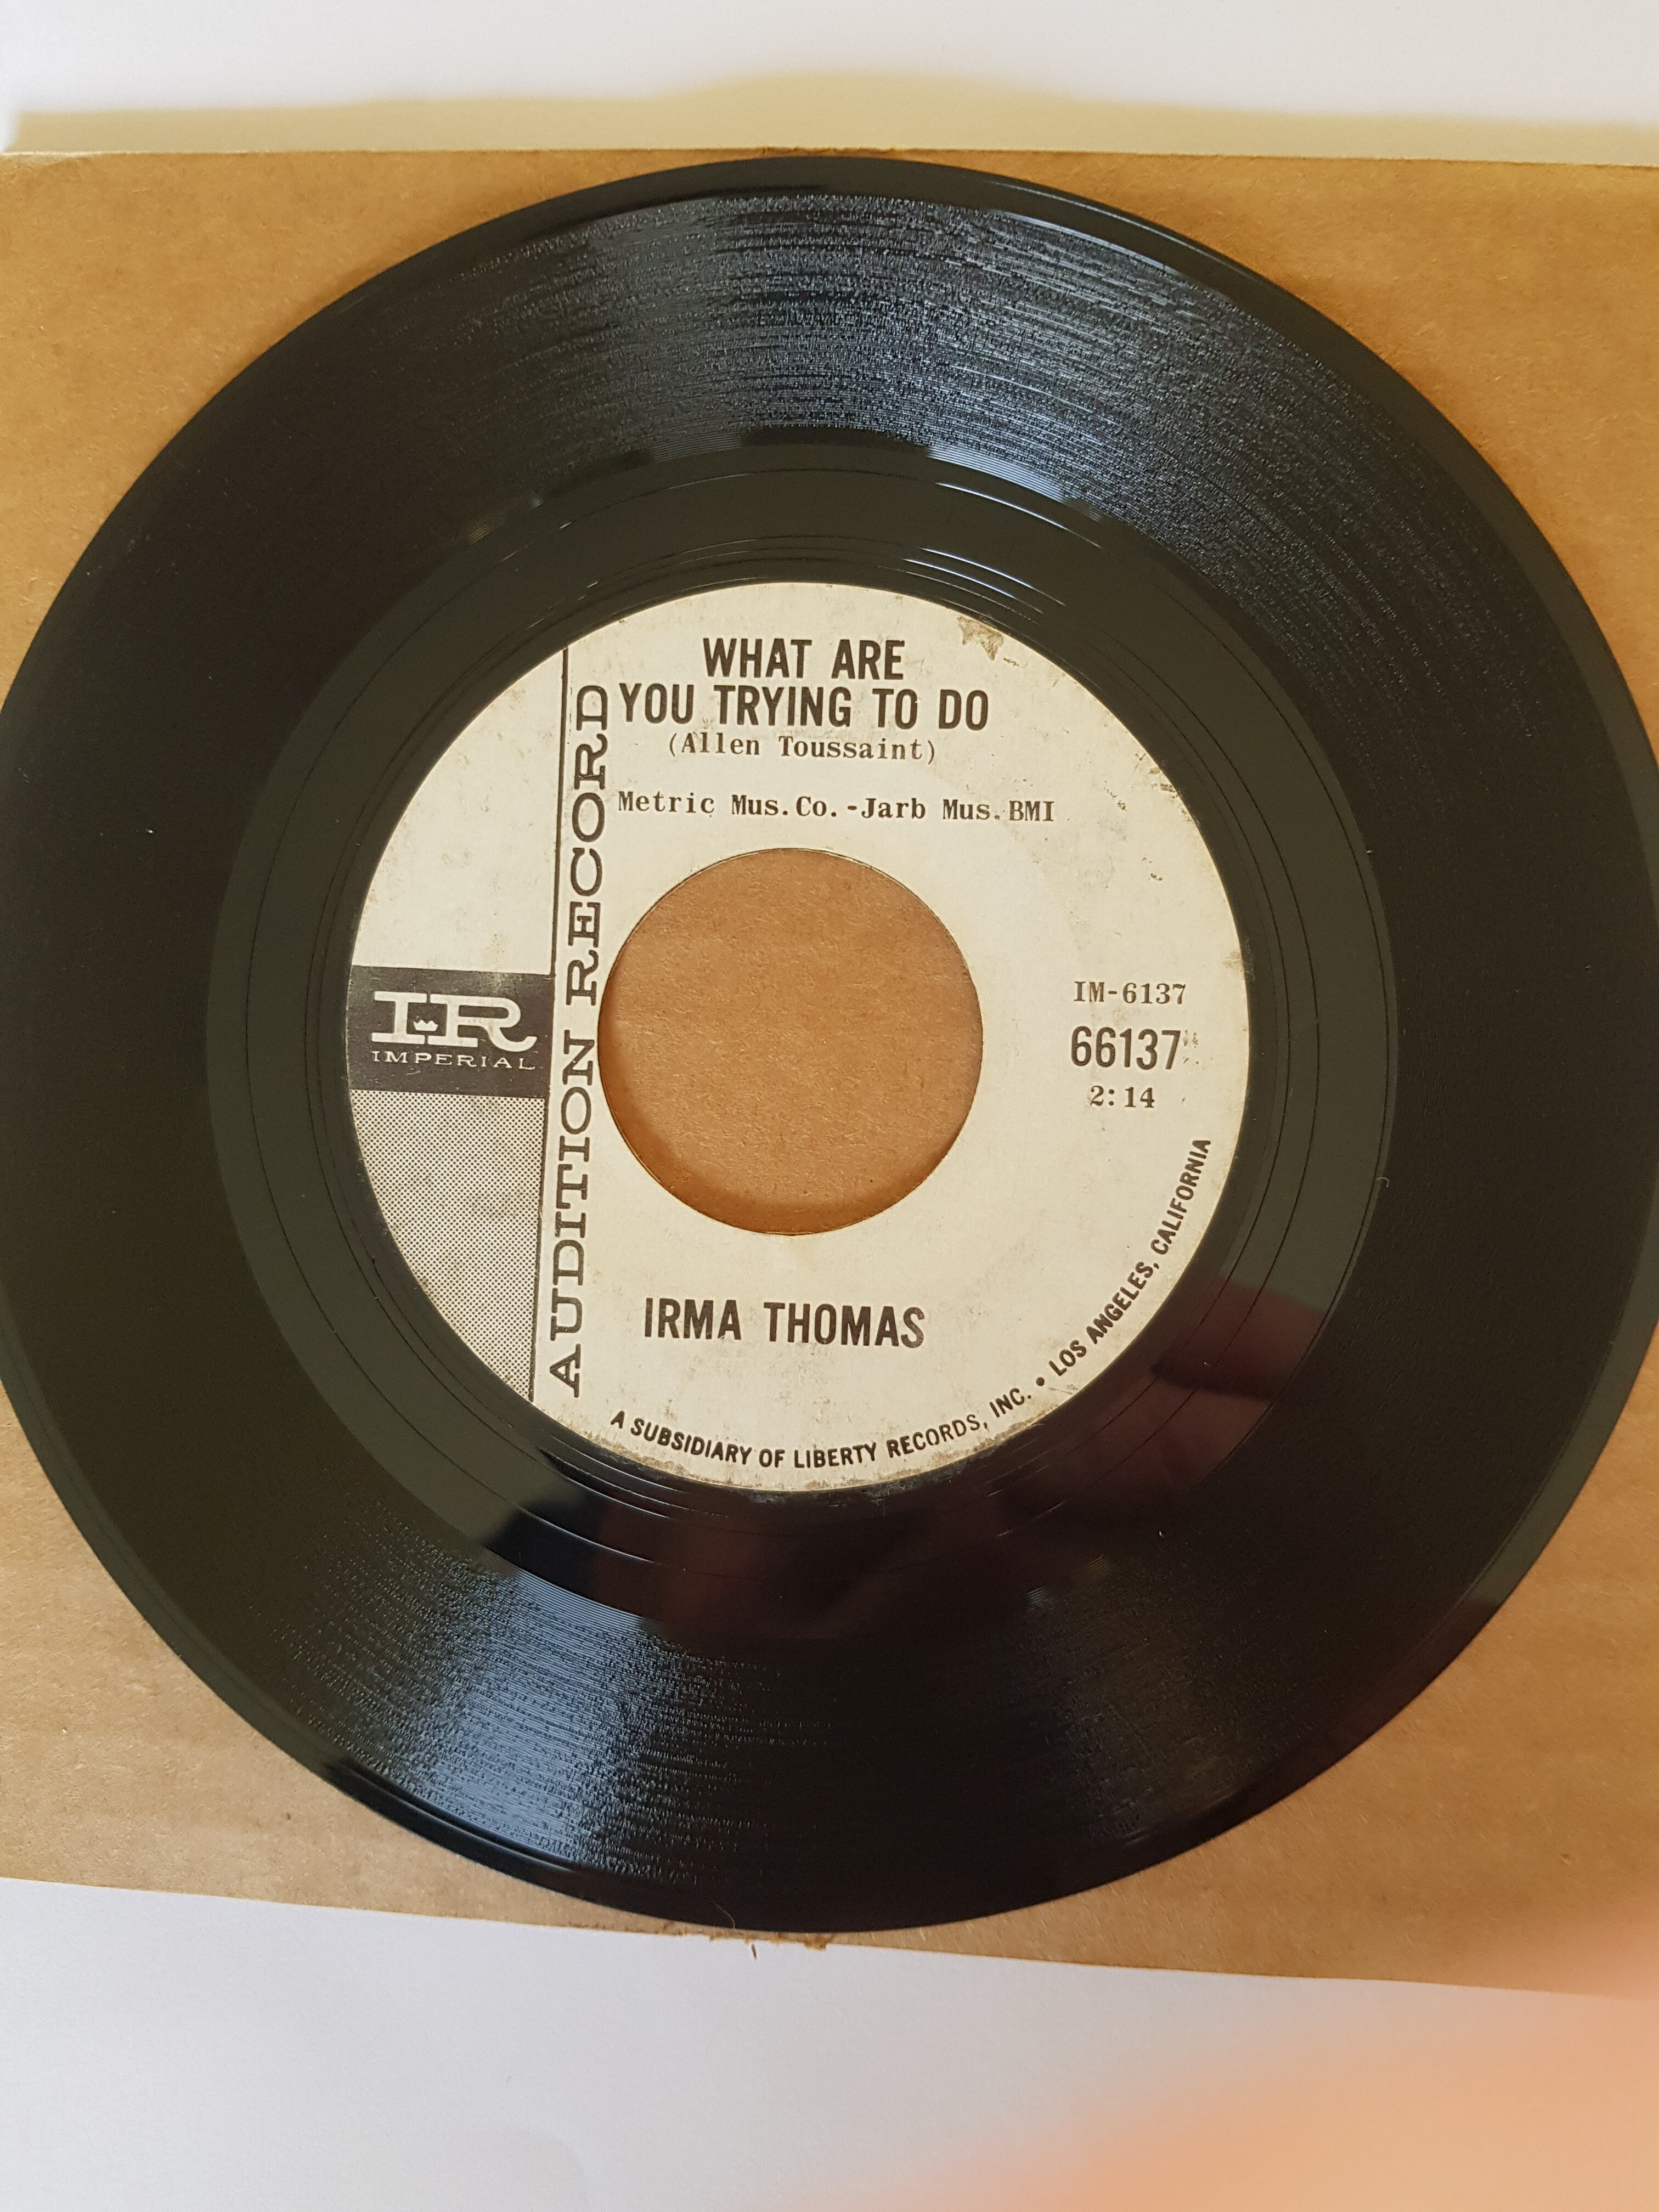 WHAT ARE
YOU TRYING TO DO
(Allen Toussaint)
Metric Mus. Co. -Jarb Mus. BMI
AUDITION RECORD
IR
IMPERIAL
IM-6137
66137
2:14
IRMA THOMAS
A SUBSIDIARY OF LIBERTY RECORDS, INC. • LOS ANGELES, CALIFORNIA